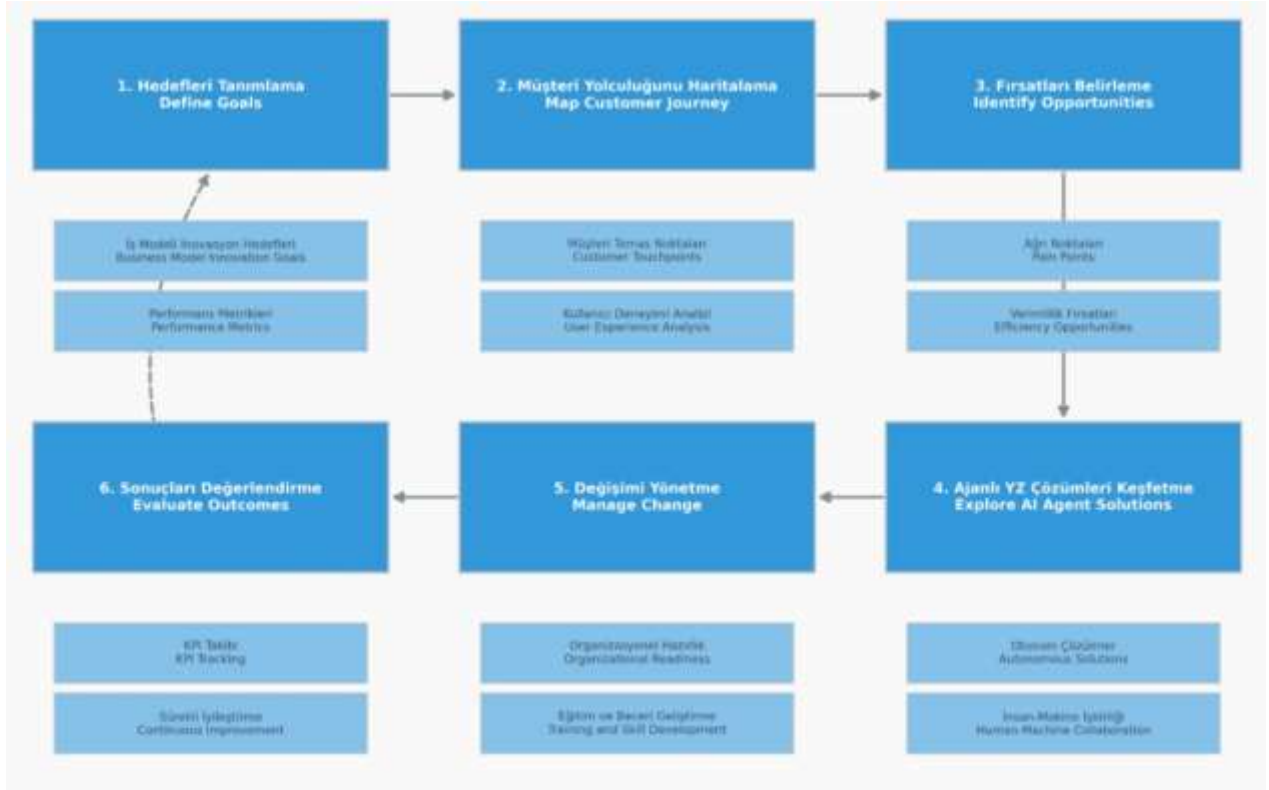 1. Hedefleri Tanımlama
Define Goals
2. Müşteri Yolculuğunu Haritalama
Map Customer Journey
3. Fırsatları Belirleme
Identify Opportunities
İş Modeli İnovasyon Hedefleri
Business Model Innovation Goals
Müşteri Temas Noktaları
Customer Touchpoints
Ağrı Noktaları
Pain Points
Performans Metrikleri
Performance Metrics
Kullanıcı Deneyimi Analizi
User Experience Analysis
Verimlilik Fırsatları
Efficiency Opportunities
6. Sonuçları Değerlendirme
Evaluate Outcomes
5. Değişimi Yönetme
Manage Change
4. Ajanlı YZ Çözümleri Keşfetme
Explore AI Agent Solutions
KPI Takibi
KPI Tracking
Organizasyonel Hazırlık
Organizational Readiness
Otonom Çözümler
Autonomous Solutions
Sürekli İyileştirme
Continuous Improvement
Eğitim ve Beceri Geliştirme
Training and Skill Development
İnsan-Makine İşbirliği
Human-Machine Collaboration